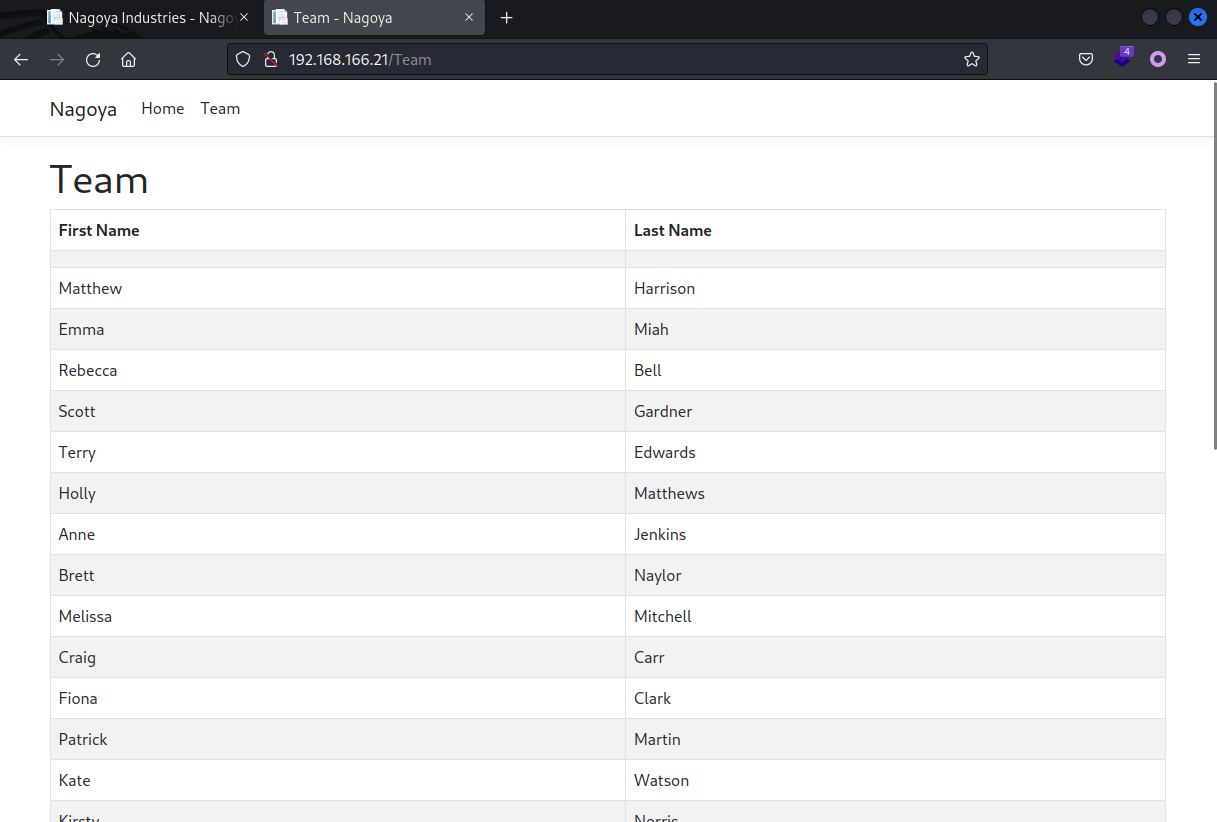 Nagoya Industries - Nago
Team - Nagoya
192.168.166.21/Team
4
Nagoya Home Team
Team
First Name Last Name
Matthew Harrison
Emma Miah
Rebecca Bell
Scott Gardner
Terry Edwards
Holly Matthews
Anne Jenkins
Brett Naylor
Melissa Mitchell
Craig Carr
Fiona Clark
Patrick Martin
Kate Watson
Kirsty Norris